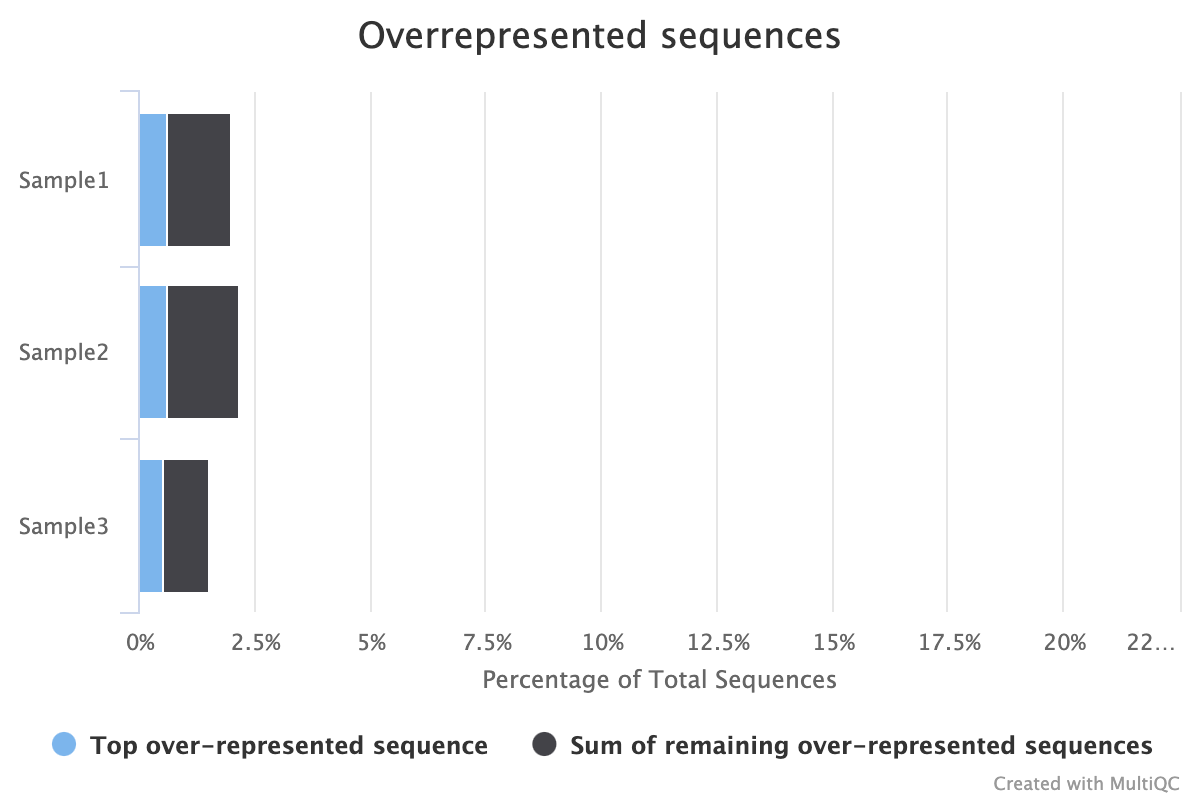 Overrepresented sequences
Sample1
Sample2
Sample3
0% 2.5% 5% 7.5% 10% 12.5% 15% 17.5% 20% 22...
Percentage of Total Sequences
Top over-represented sequence Sum of remaining over-represented sequences
Created with MultiQC